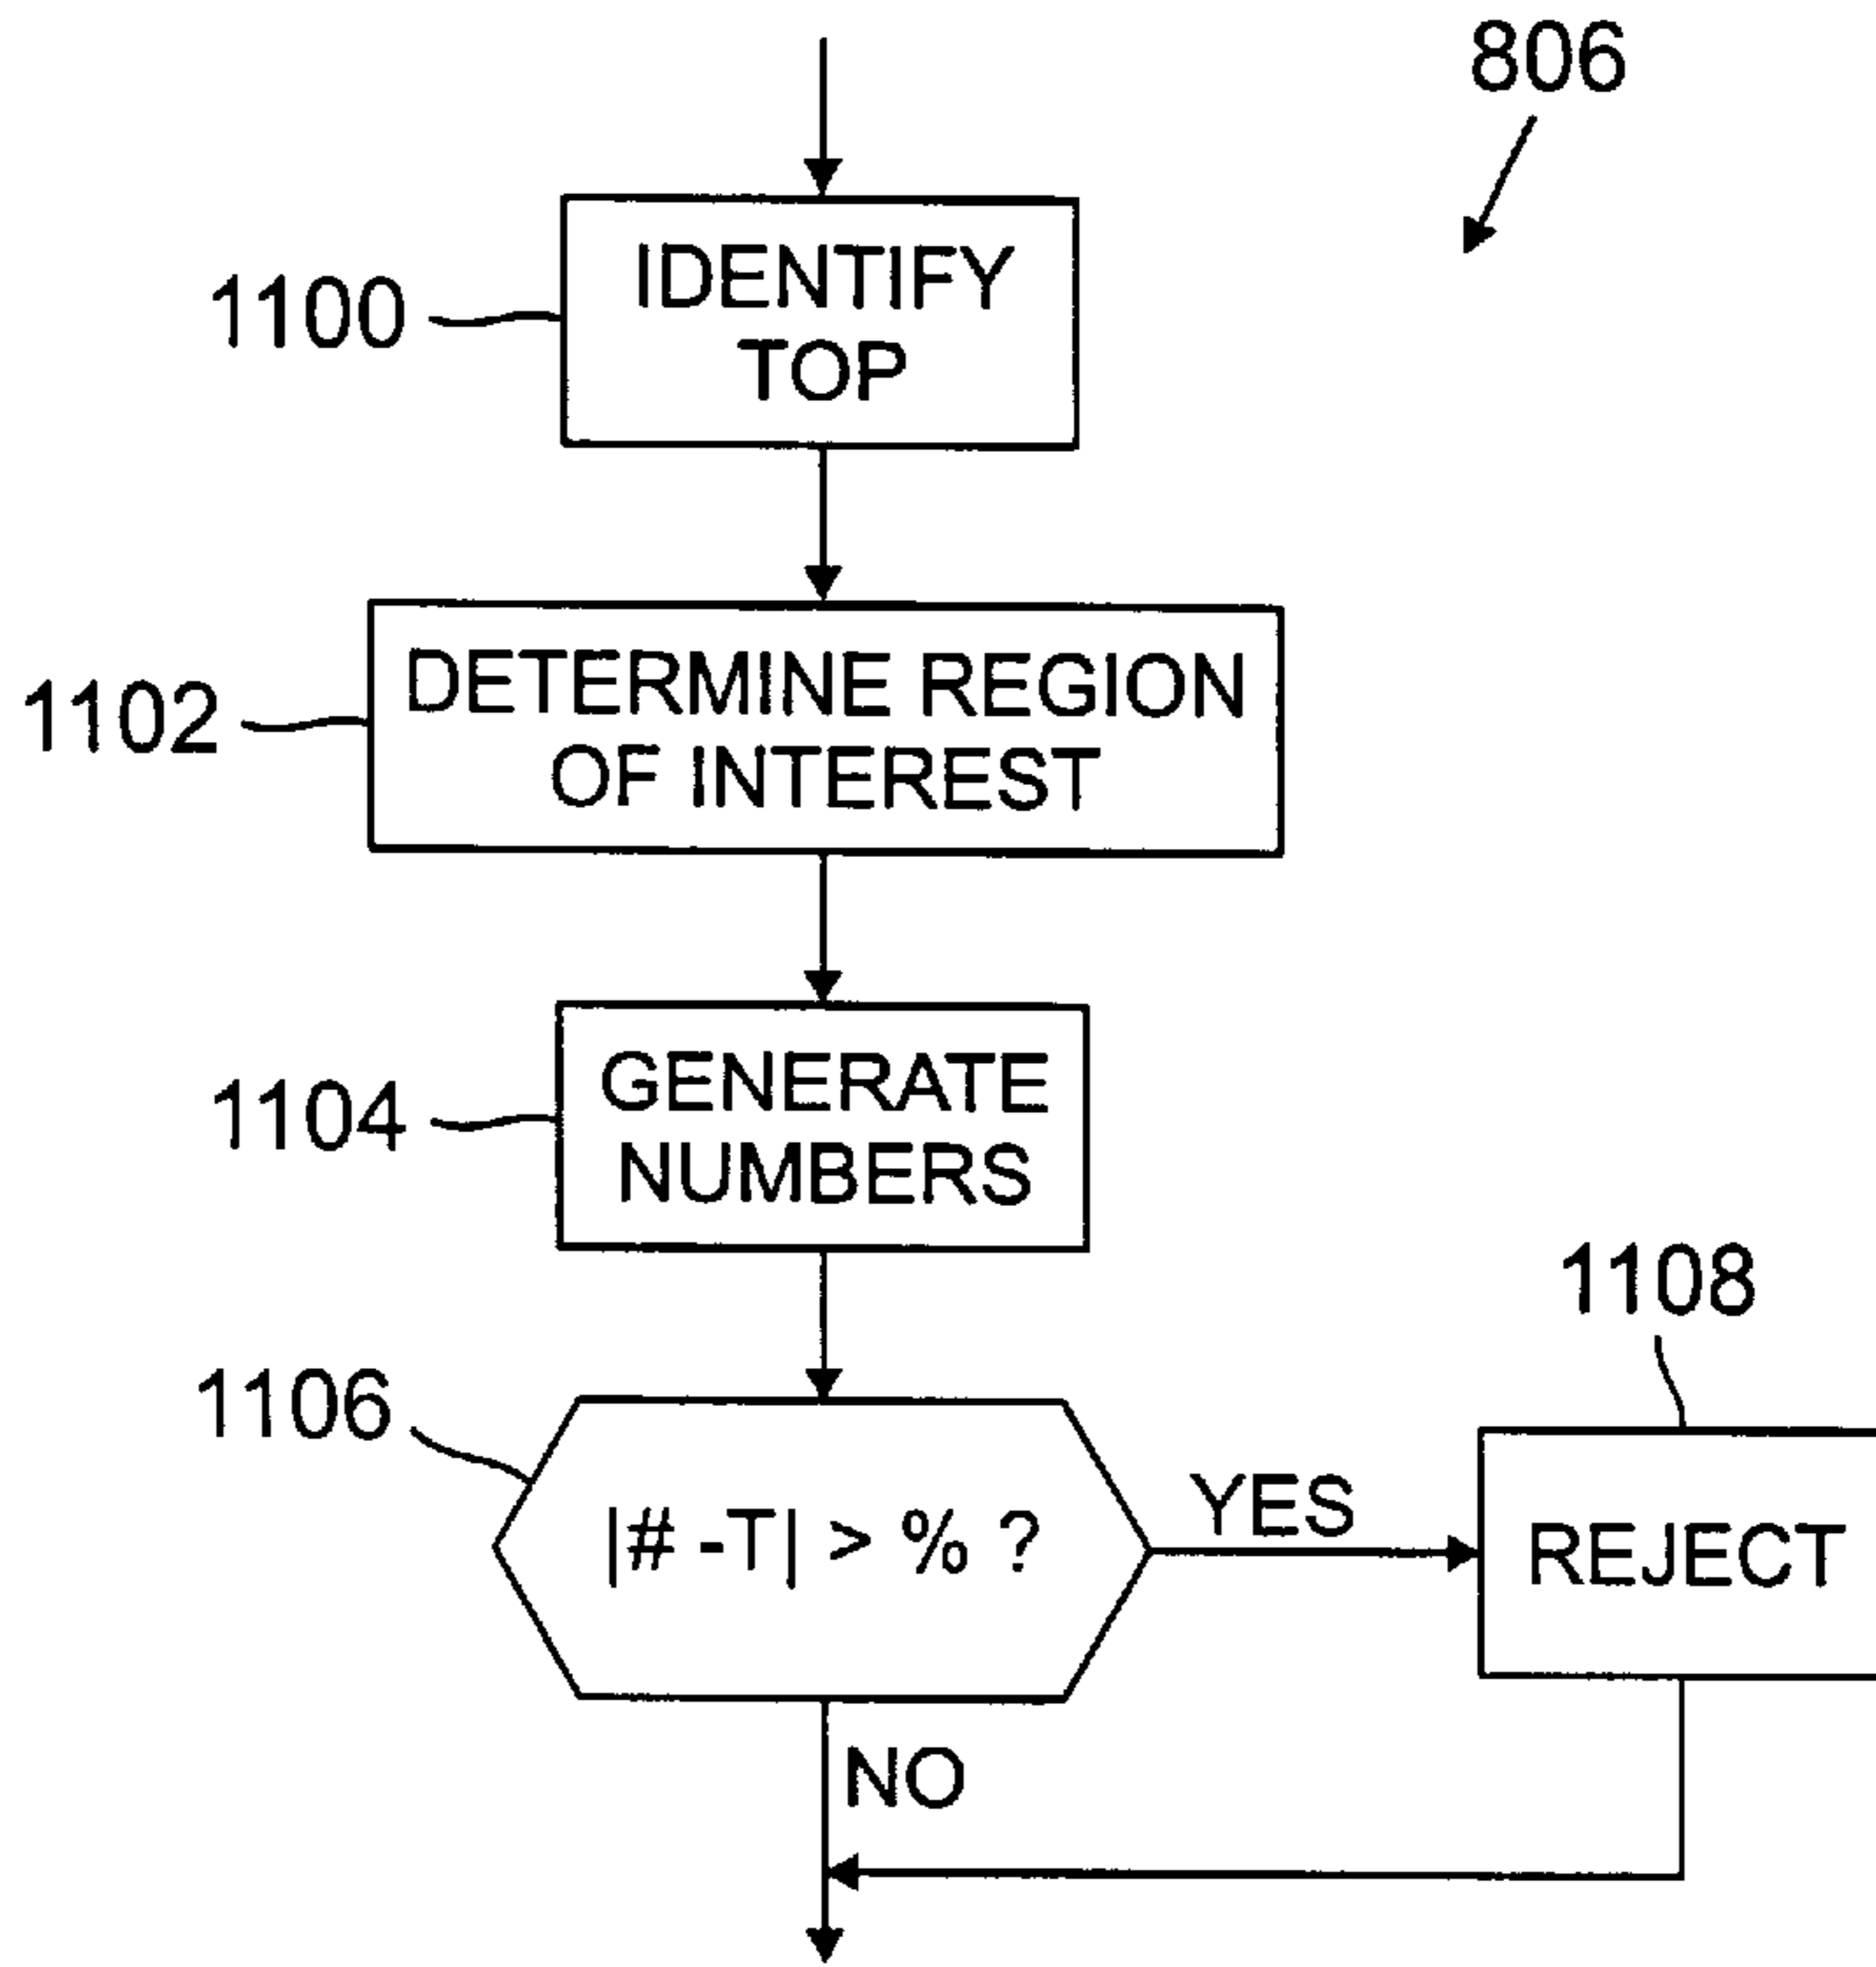 806
1100
IDENTIFY
TOP
1102
DETERMINE REGION
OF INTEREST
1104
GENERATE
NUMBERS
1106
|# -T| > % ?
YES
1108
REJECT
NO